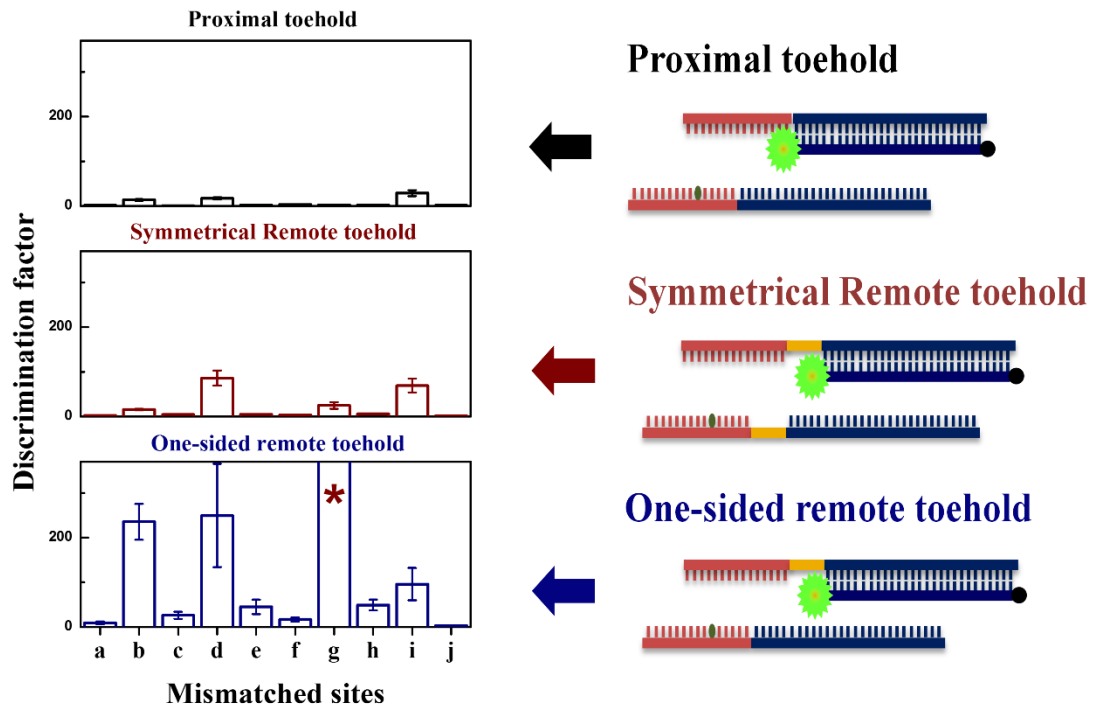 Proximal toehold
200
0
Symmetrical Remote toehold
200
0
One-sided remote toehold
*
200
0
a b c d e f g h i j
Mismatched sites
Discrimination factor
Proximal toehold
Symmetrical Remote toehold
One-sided remote toehold